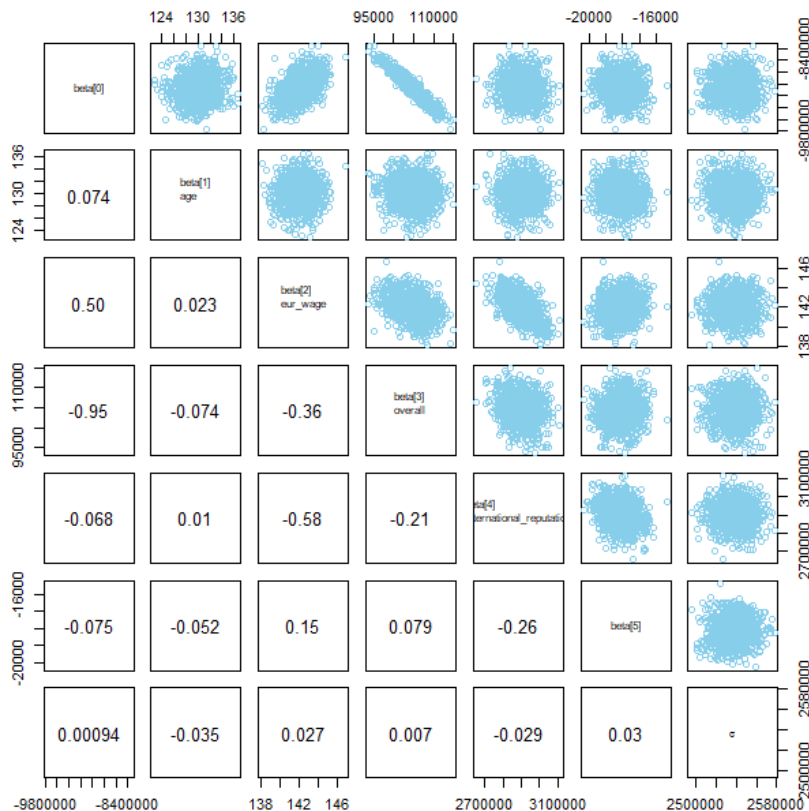 124 130 136
95000 110000
-20000 -16000
beta[0]
-9800000 -8400000
124 130 136
0.074
beta[1]
age
0.50
0.023
beta[2]
eur_wage
138 142 146
95000 110000
-0.95
-0.074
-0.36
beta[3]
overall
-0.068
0.01
-0.58
-0.21
eta[4]
ternational_reputatio
2700000 3100000
-20000 -16000
-0.075
-0.052
0.15
0.079
-0.26
beta[5]
0.00094
-0.035
0.027
0.007
-0.029
0.03
σ
2500000 2580000
-9800000 -8400000
138 142 146
2700000 3100000
2500000 2580000